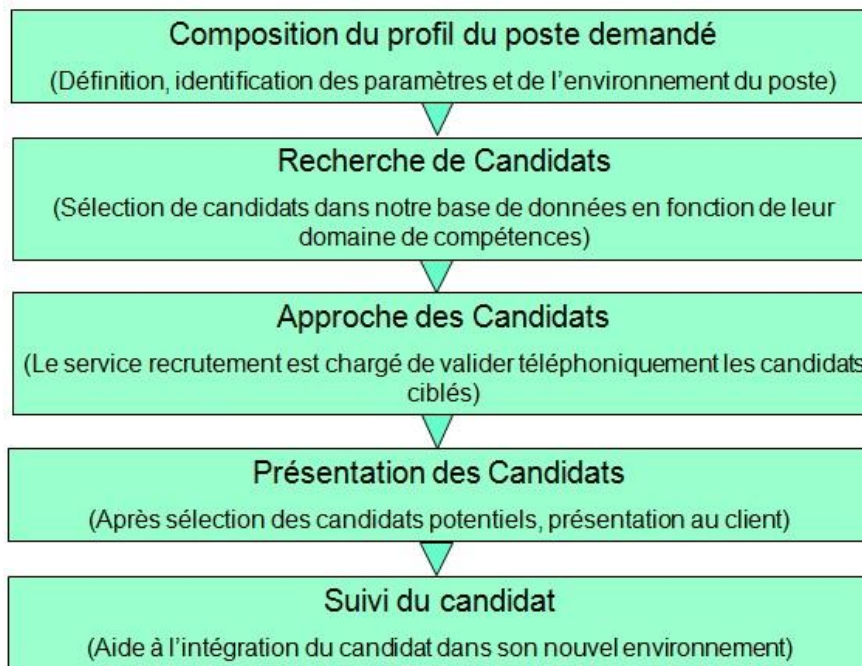 Composition du profil du poste demandé
(Définition, identification des paramètres et de l'environnement du poste)
Recherche de Candidats
(Sélection de candidats dans notre base de données en fonction de leur
domaine de compétences)
Approche des Candidats
(Le service recrutement est chargé de valider téléphoniquement les candidats
ciblés)
Présentation des Candidats
(Après sélection des candidats potentiels, présentation au client)
Suivi du candidat
(Aide à l'intégration du candidat dans son nouvel environnement)